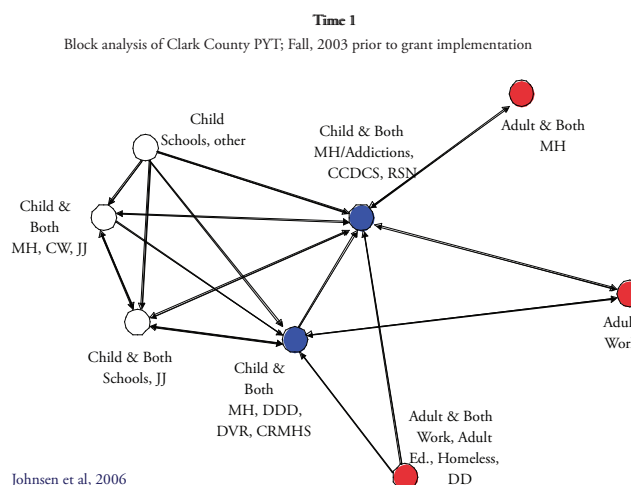 Time 1
Block analysis of Clark County PYT; Fall, 2003 prior to grant implementation
Child
Schools, other
Child & Both
MH/Addictions,
CCDCS, RSN
Adult & Both
MH
Child &
Both
MH, CW, JJ
Child & Both
Schools, JJ
Child &
Both
MH, DDD,
DVR, CRMHS
Adult & Both
Work, Adult
Ed., Homeless,
DD
Johnsen et al, 2006